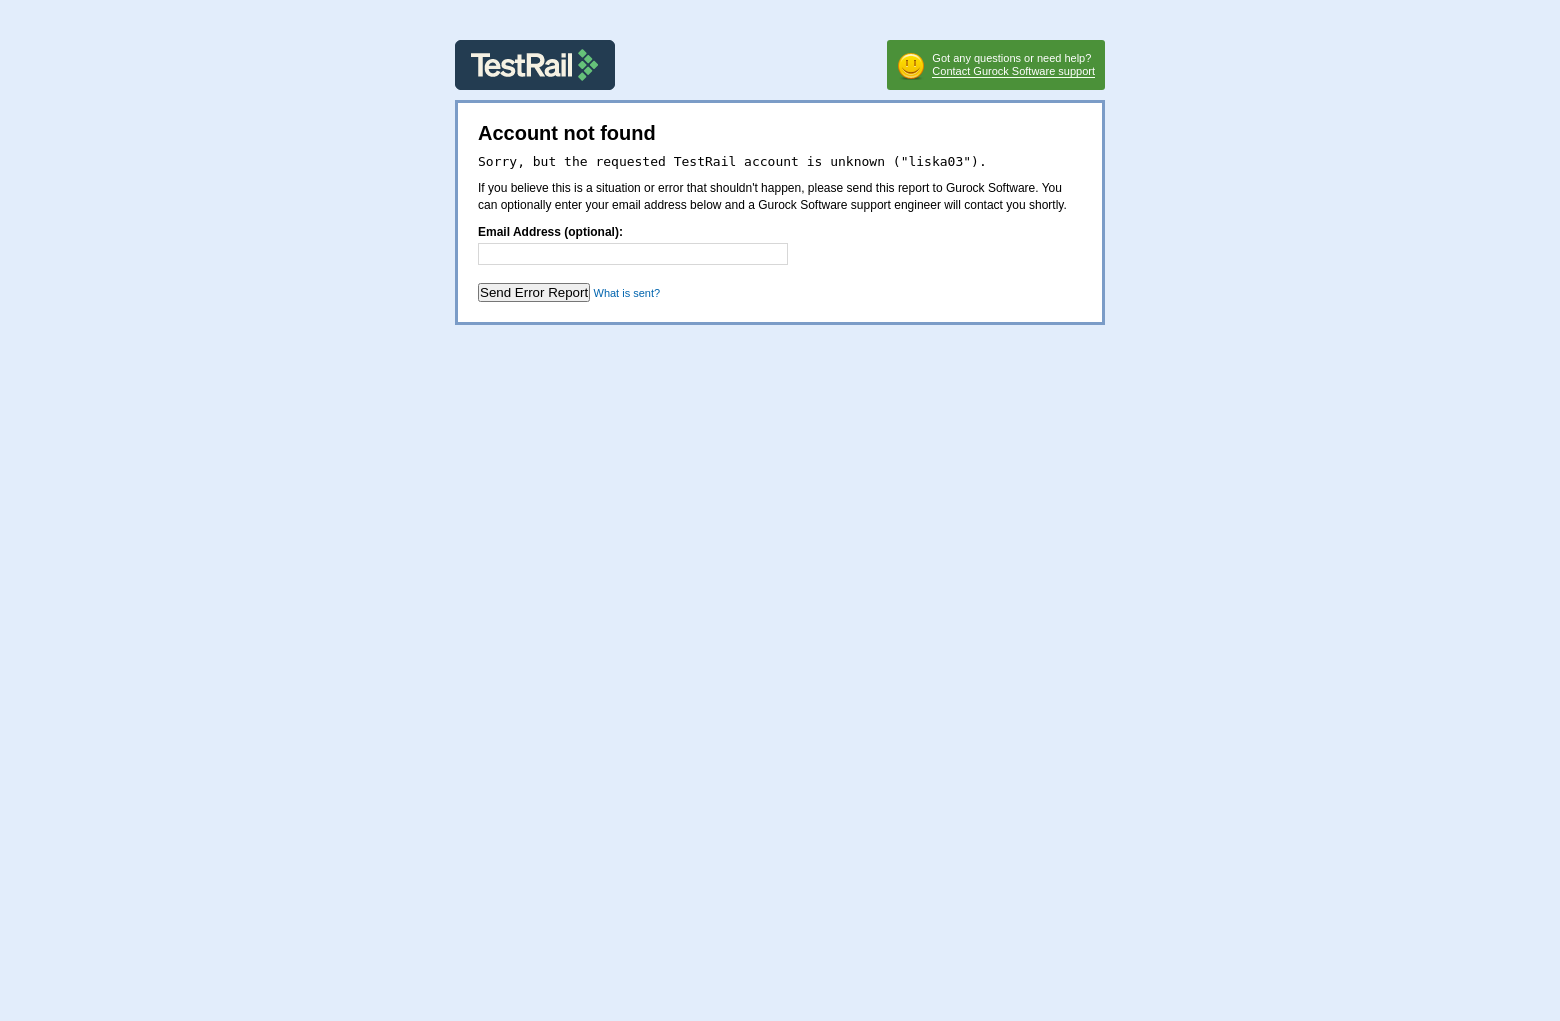 TestRail
Got any questions or need help?
Contact Gurock Software support
Account not found
Sorry, but the requested TestRail account is unknown ("liska03").
If you believe this is a situation or error that shouldn't happen, please send this report to Gurock Software. You
can optionally enter your email address below and a Gurock Software support engineer will contact you shortly.
Email Address (optional):
Send Error Report What is sent?